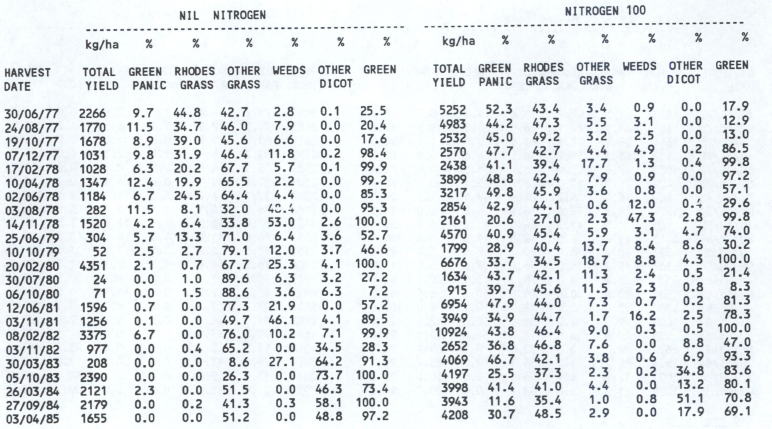 NIL NITROGEN NITROGEN 100
kg/ha % % % % % % kg/ha % % % % % %
HARVEST TOTAL GREEN RHODES OTHER WEEDS OTHER GREEN TOTAL GREEN RHODES OTHER WEEDS OTHER GREEN
DATE YIELD PANIC GRASS GRASS DICOT YIELD PANIC GRASS GRASS DICOT
30/06/77 2266 9.7 44.8 42.7 2.8 0.1 25.5 5252 52.3 43.4 3.4 0.9 0.0 17.9
24/08/77 1770 11.5 34.7 46.0 7.9 0.0 20.4 4983 44.2 47.3 5.5 3.1 0.0 12.9
19/10/77 1678 8.9 39.0 45.6 6.6 0.0 17.6 2532 45.0 49.2 3.2 2.5 0.0 13.0
07/12/77 1031 9.8 31.9 46.4 11.8 0.2 98.4 2570 47.7 42.7 4.4 4.9 0.2 86.5
17/02/78 1028 6.3 20.2 67.7 5.7 0.1 99.9 2438 41.1 39.4 17.7 1.3 0.4 99.8
10/04/78 1347 12.4 19.9 65.5 2.2 0.0 99.2 3899 48.8 42.4 7.9 0.9 0.0 97.2
02/06/78 1184 6.7 24.5 64.4 4.4 0.0 85.3 3217 49.8 45.9 3.6 0.8 0.0 57.1
03/08/78 282 11.5 8.1 32.0 0.0 95.3 2854 42.9 44.1 0.6 12.0 29.6
14/11/78 1520 4.2 6.4 33.8 53.0 2.6 100.0 2161 20.6 27.0 2.3 47.3 2.8 99.8
25/06/79 304 5.7 13.3 71.0 6.4 3.6 52.7 4570 40.9 45.4 5.9 3.1 4.7 74.0
10/10/79 52 2.5 2.7 79.1 12.0 3.7 46.6 1799 28.9 40.4 13.7 8.4 8.6 30.2
20/02/80 4351 2.1 0.7 67.7 25.3 4.1 100.0 6676 33.7 34.5 18.7 8.8 4.3 100.0
30/07/80 24 0.0 1.0 89.6 6.3 3.2 27.2 1634 43.7 42.1 11.3 2.4 0.5 21.4
06/10/80 71 0.0 1.5 88.6 3.6 6.3 7.2 915 39.7 45.6 11.5 2.3 0.8 8.3
12/06/81 1596 0.7 0.0 77.3 21.9 0.0 57.2 6954 47.9 44.0 7.3 0.7 0.2 81.3
03/11/81 1256 0.1 0.0 49.7 46.1 4.1 89.5 3949 34.9 44.7 1.7 16.2 2.5 78.3
08/02/82 3375 6.7 0.0 76.0 10.2 7.1 99.9 10924 43.8 46.4 9.0 0.3 0.5 100.0
03/11/82 977 0.0 0.4 65.2 0.0 34.5 28.3 2652 36.8 46.8 7.6 0.0 8.8 47.0
30/03/83 208 0.0 0.0 8.6 27.1 64.2 91.3 4069 46.7 42.1 3.8 0.6 6.9 93.3
05/10/83 2390 0.0 0.0 26.3 0.0 73.7 100.0 4197 25.5 37.3 2.3 0.2 34.8 83.6
26/03/84 2121 2.3 0.0 51.5 0.0 46.3 73.4 3998 41.4 41.0 4.4 0.0 13.2 80.1
27/09/84 2179 0.0 0.2 41.3 0.3 58.1 100.0 3943 11.6 35.4 1.0 0.8 51.1 70.8
03/04/85 1655 0.0 0.0 51.2 0.0 48.8 97.2 4208 30.7 48.5 2.9 0.0 17.9 69.1